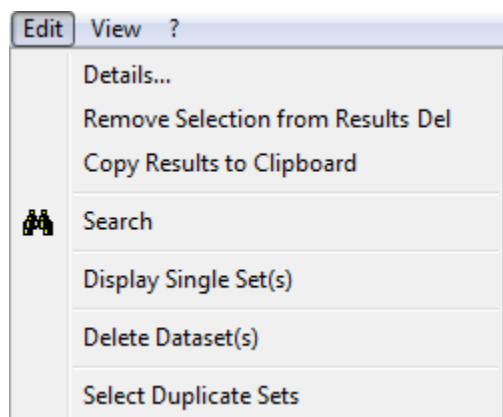 Edit View ?
Details...
Remove Selection from Results Del
Copy Results to Clipboard
Search
Display Single Set(s)
Delete Dataset(s)
Select Duplicate Sets